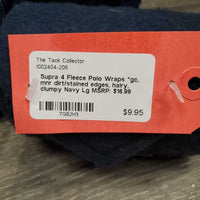 The Tack Collector
1002404-206
Supra 4 Fleece Polo Wraps *gc,
mnr dirt/stained edges, hairy,
clumpy Navy Lg MSRP: $16.99
7G82H3
$9.95